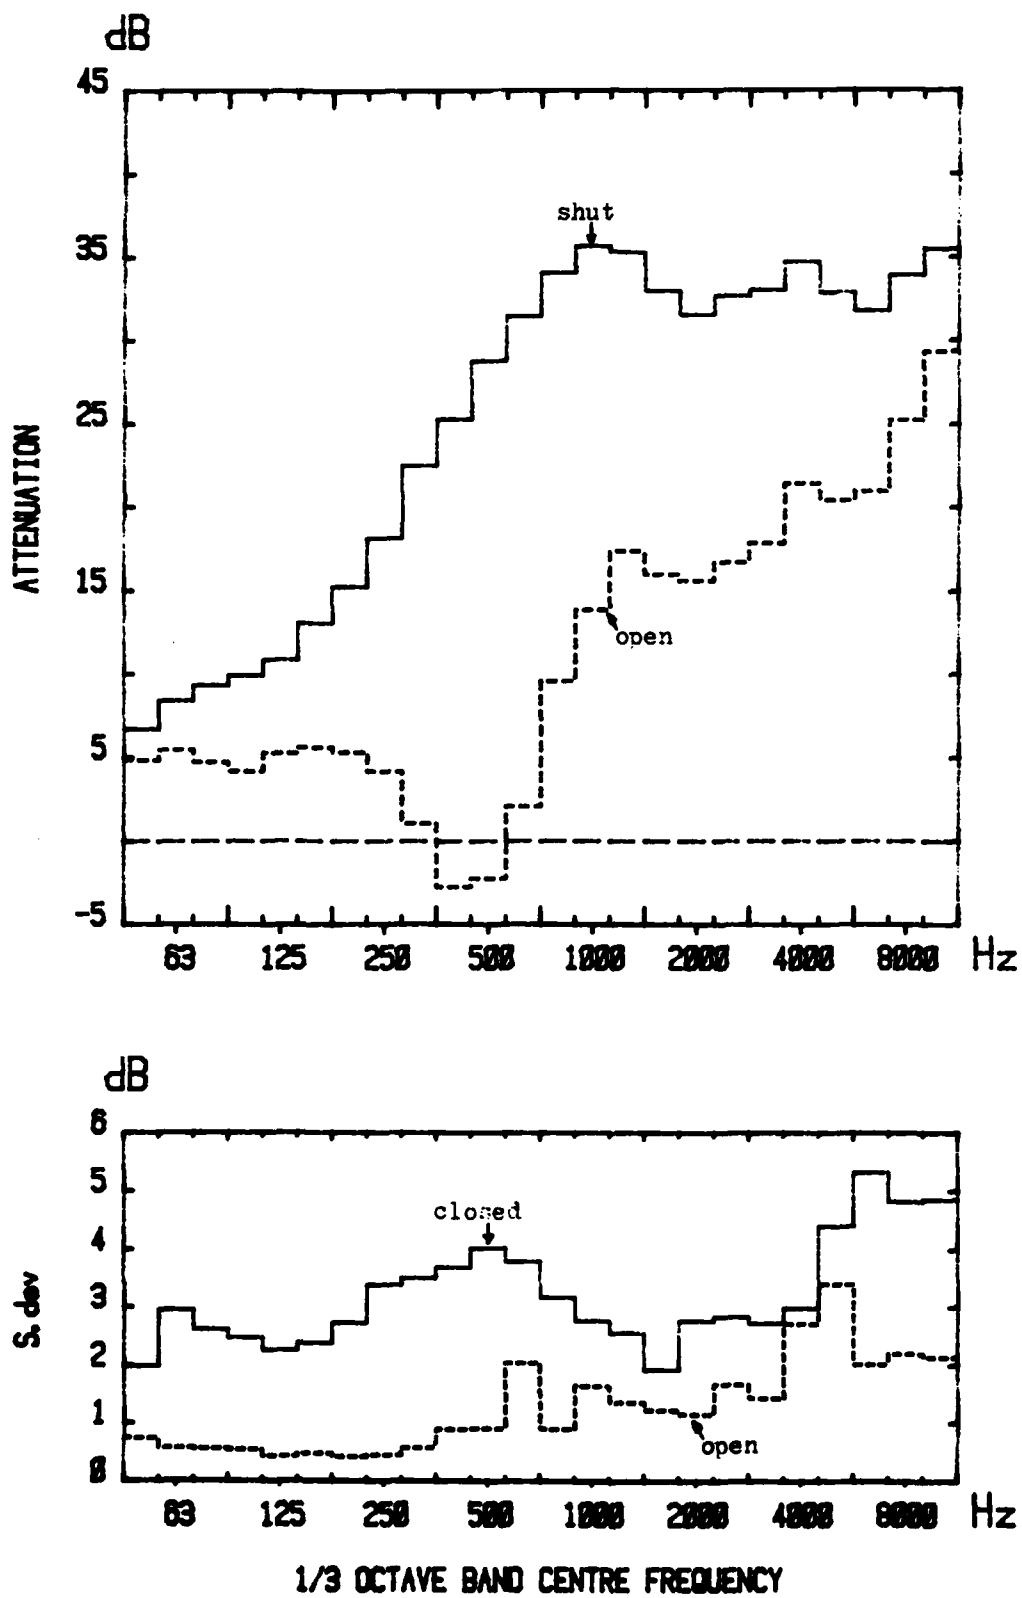 dB
45
35
25
15
5
-5
ATTENUATION
shut
open
63 125 250 500 1000 2000 4000 8000 Hz
dB
6
5
4
3
2
1
0
S. dev
closed
open
63 125 250 500 1000 2000 4000 8000 Hz
1/3 OCTAVE BAND CENTRE FREQUENCY